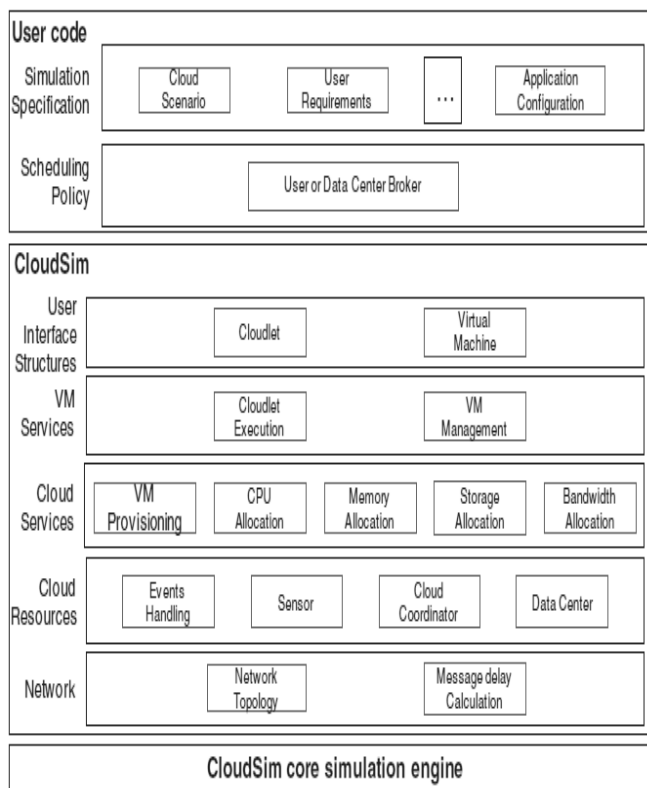 User code
Simulation
Specification
Cloud
Scenario
User
Requirements
...
Application
Configuration
Scheduling
Policy
User or Data Center Broker
CloudSim
User
Interface
Structures
Cloudlet
Virtual
Machine
VM
Services
Cloudlet
Execution
VM
Management
Cloud
Services
VM
Provisioning
CPU
Allocation
Memory
Allocation
Storage
Allocation
Bandwidth
Allocation
Cloud
Resources
Events
Handling
Sensor
Cloud
Coordinator
Data Center
Network
Network
Topology
Message delay
Calculation
CloudSim core simulation engine